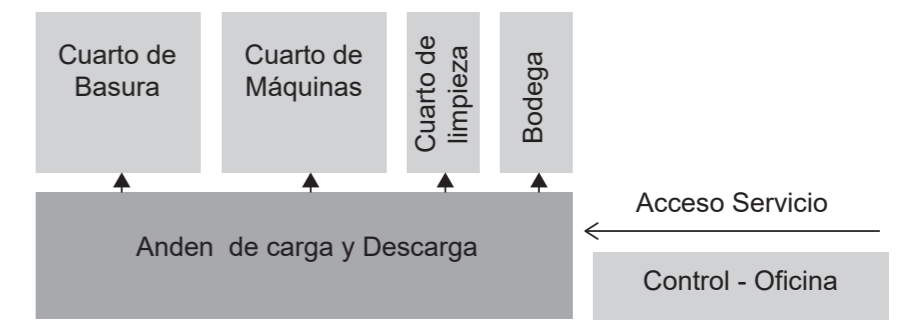 Cuarto de
Basura
Cuarto de
Máquinas
Cuarto de
limpieza
Bodega
Anden de carga y Descarga
Acceso Servicio
Control - Oficina